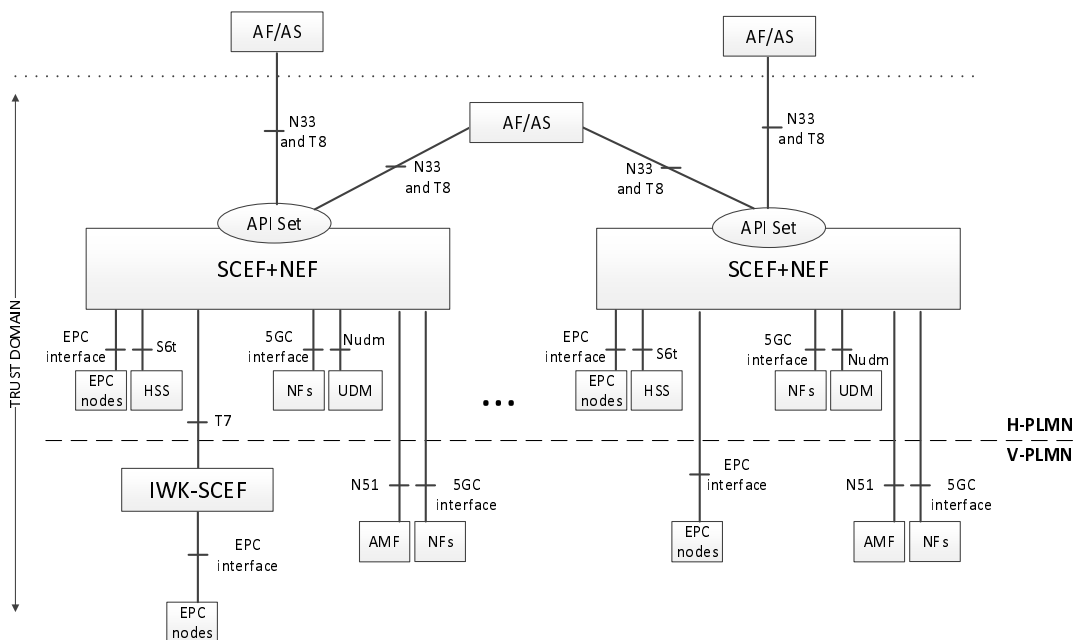 AF/AS
AF/AS
AF/AS
N33
and T8
N33
and T8
N33
and T8
N33
and T8
API Set
API Set
SCEF+NEF
SCEF+NEF
TRUST DOMAIN
EPC
interface
S6t
5GC
interface
Nudm
EPC
interface
S6t
5GC
interface
Nudm
EPC
nodes
HSS
NFs
UDM
...
EPC
nodes
HSS
NFs
UDM
T7
H-PLMN
V-PLMN
IWK-SCEF
N51
5GC
interface
EPC
interface
N51
5GC
interface
AMF
NFs
EPC
nodes
AMF
NFs
EPC
interface
EPC
nodes